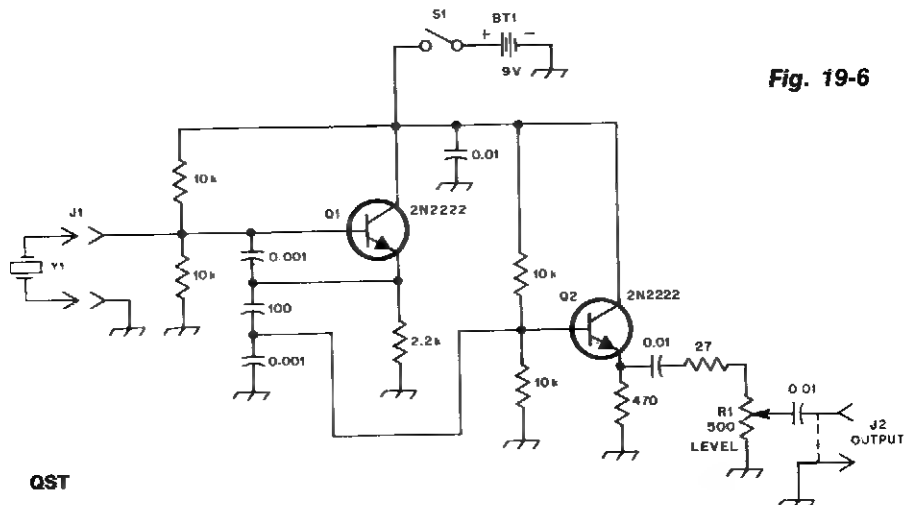 S1
BT1
+
−
9V
Fig. 19-6
0.01
10k
J1
Q1
2N2222
Y1
10k
0.001
10k
2N2222
Q2
100
0.01
27
2.2k
0.001
10k
470
R1
500
LEVEL
0.01
J2
OUTPUT
QST